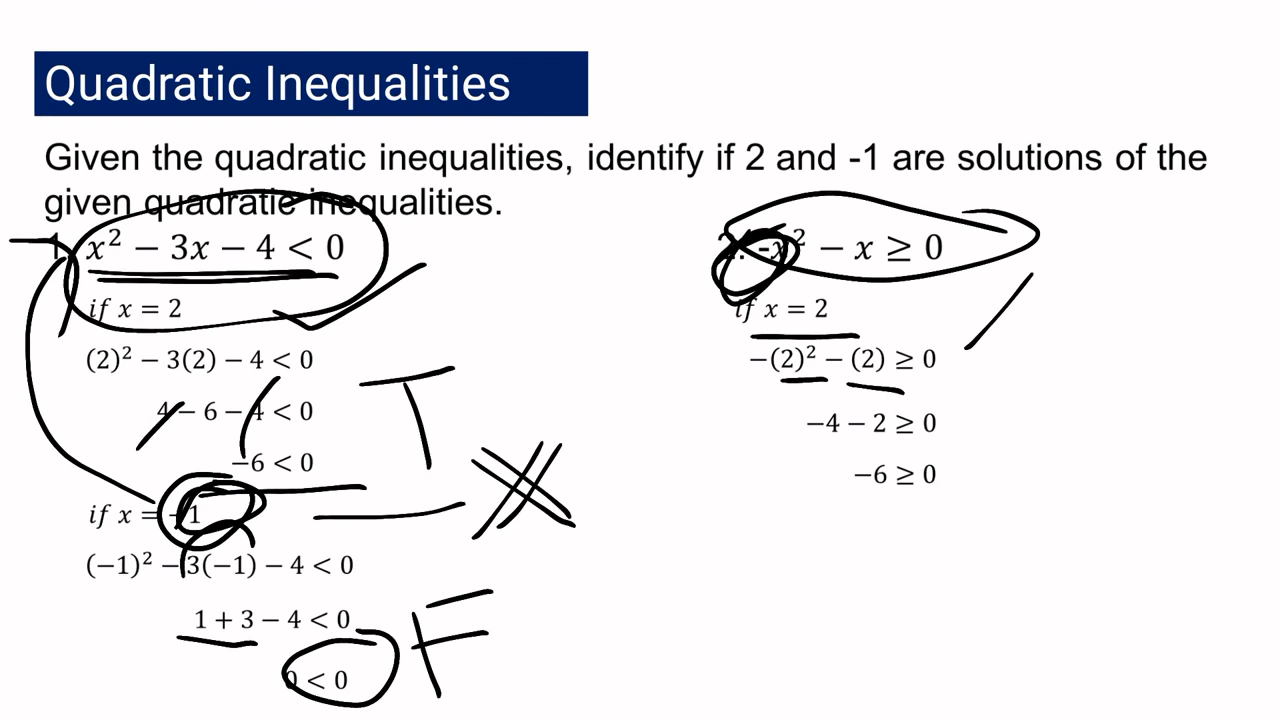 Quadratic Inequalities
Given the quadratic inequalities, identify if 2 and -1 are solutions of the
given quadratic inequalities.
1. x² − 3x − 4 < 0
if x = 2
(2)² − 3(2) − 4 < 0
4 − 6 − 4 < 0
−6 < 0
T
if x = −1
(−1)² − 3(−1) − 4 < 0
1 + 3 − 4 < 0
0 < 0
F
2. -x² − x ≥ 0
if x = 2
−(2)² − (2) ≥ 0
−4 − 2 ≥ 0
−6 ≥ 0